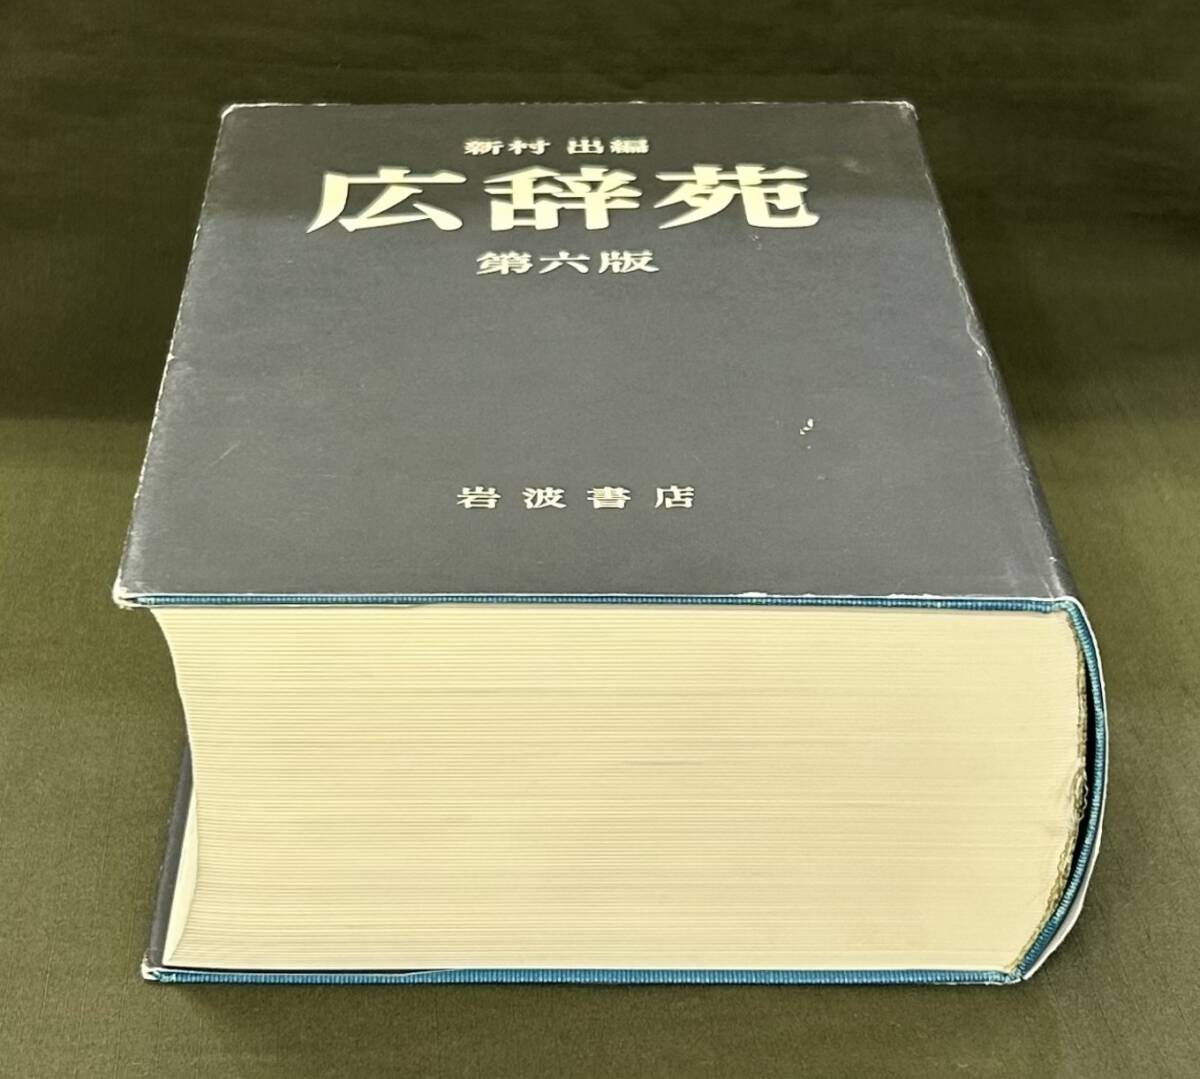 新村 出編
広辞苑
第六版
岩波書店